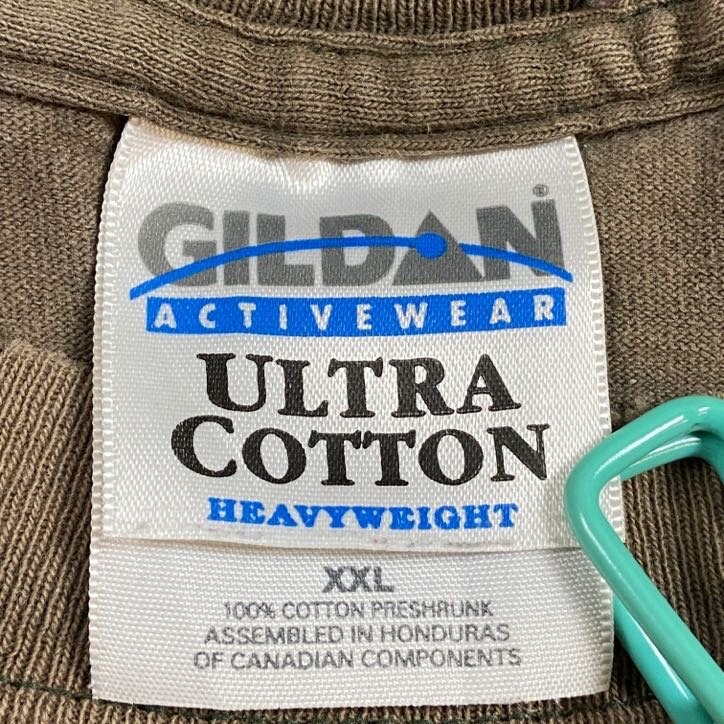 GILDAN®
ACTIVEWEAR
ULTRA
COTTON
HEAVYWEIGHT
XXL
100% COTTON PRESHRUNK
ASSEMBLED IN HONDURAS
OF CANADIAN COMPONENTS